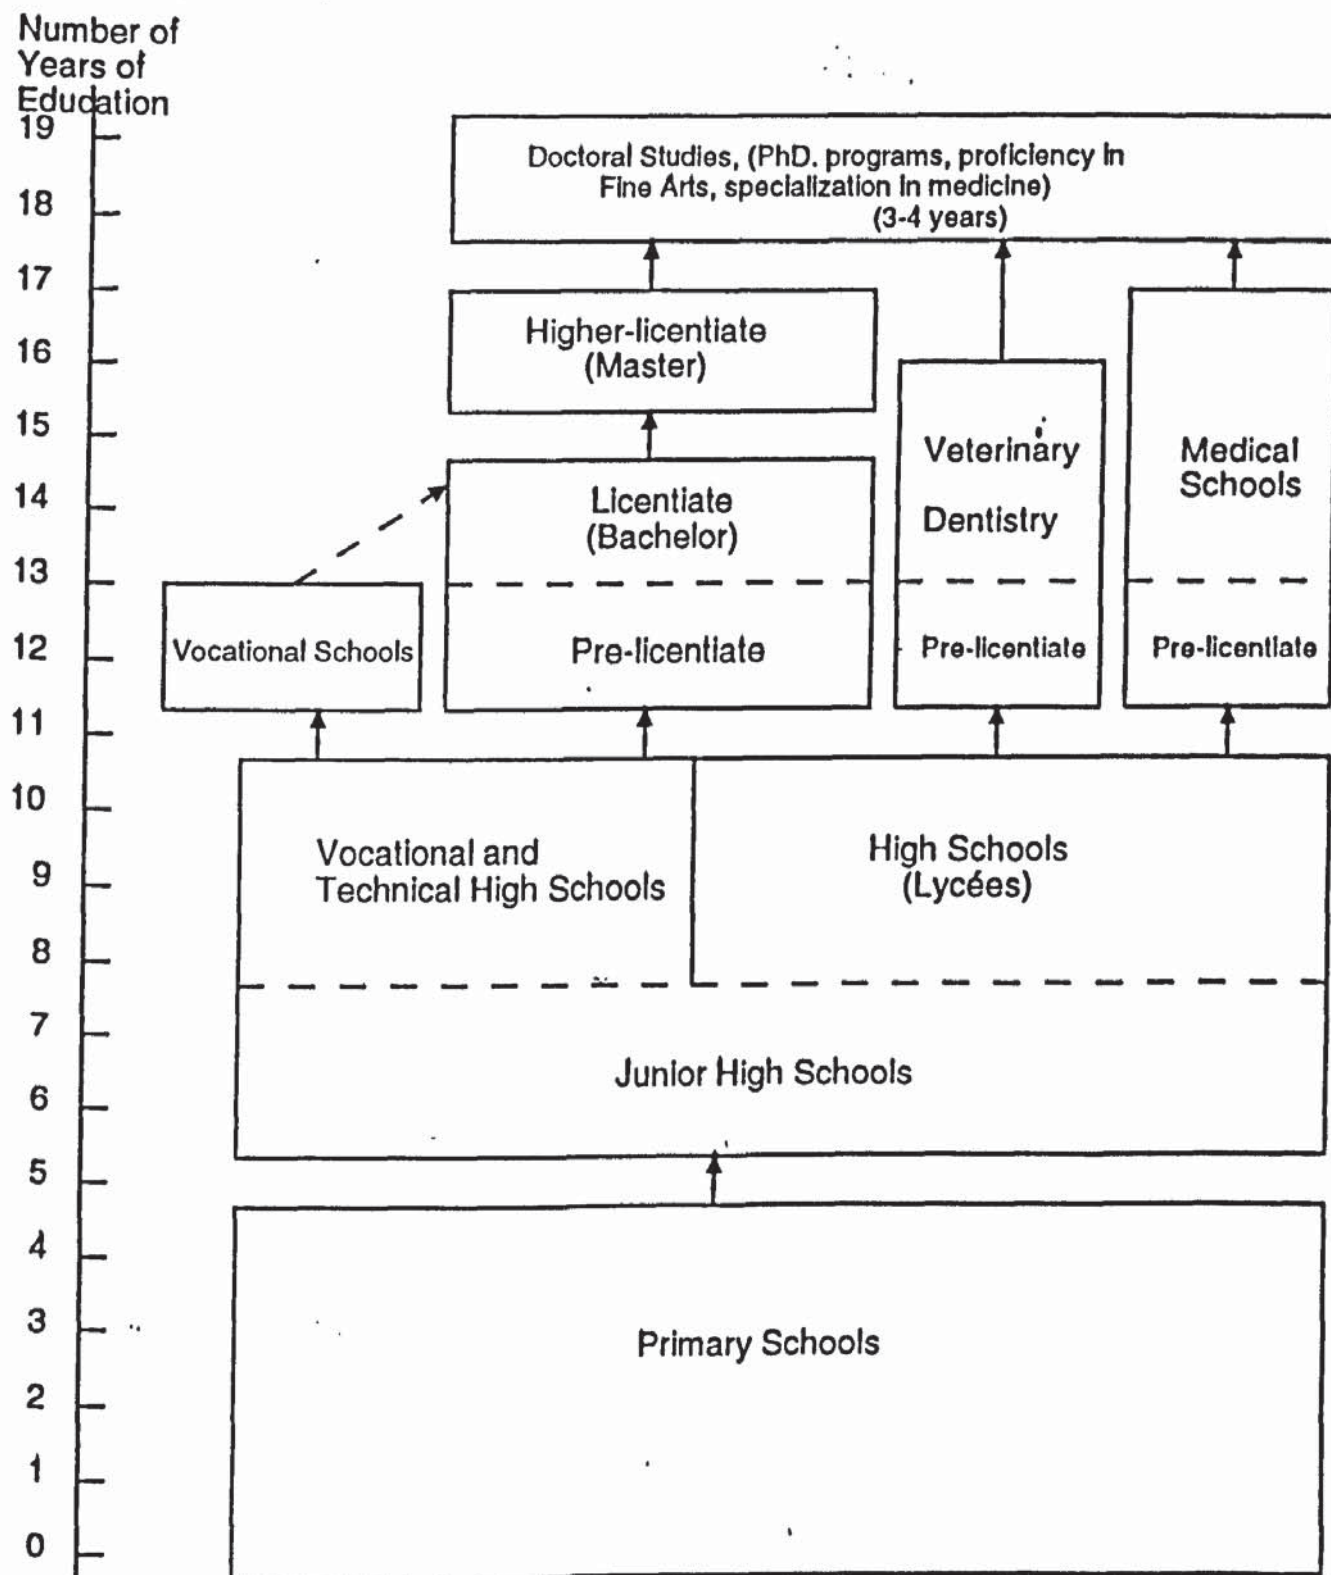 Number of
Years of
Education
19
18
17
16
15
14
13
12
11
10
9
8
7
6
5
4
3
2
1
0
Doctoral Studies, (PhD. programs, proficiency in
Fine Arts, specialization in medicine)
(3-4 years)
Higher-licentiate
(Master)
Licentiate
(Bachelor)
Pre-licentiate
Veterinary
Dentistry
Pre-licentiate
Medical
Schools
Pre-licentiate
Vocational Schools
Vocational and
Technical High Schools
High Schools
(Lycées)
Junior High Schools
Primary Schools